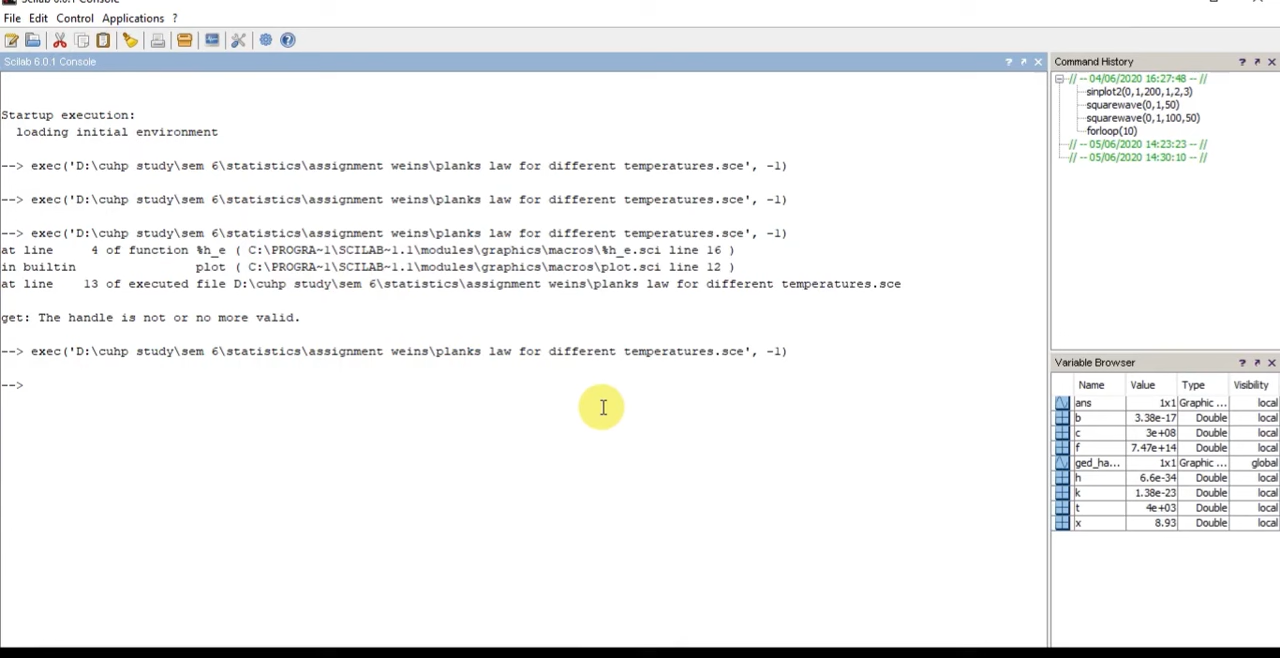 Scilab 6.0.1 Console
File Edit Control Applications ?
Scilab 6.0.1 Console
Startup execution:
loading initial environment
--> exec('D:\cuhp study\sem 6\statistics\assignment weins\planks law for different temperatures.sce', -1)
--> exec('D:\cuhp study\sem 6\statistics\assignment weins\planks law for different temperatures.sce', -1)
--> exec('D:\cuhp study\sem 6\statistics\assignment weins\planks law for different temperatures.sce', -1)
at line 4 of function %h_e ( C:\PROGRA~1\SCILAB~1.1\modules\graphics\macros\%h_e.sci line 16 )
in builtin plot ( C:\PROGRA~1\SCILAB~1.1\modules\graphics\macros\plot.sci line 12 )
at line 13 of executed file D:\cuhp study\sem 6\statistics\assignment weins\planks law for different temperatures.sce
get: The handle is not or no more valid.
--> exec('D:\cuhp study\sem 6\statistics\assignment weins\planks law for different temperatures.sce', -1)
-->
Command History
// -- 04/06/2020 16:27:48 -- //
sinplot2(0,1,200,1,2,3)
squarewave(0,1,50)
squarewave(0,1,100,50)
forloop(10)
// -- 05/06/2020 14:23:23 -- //
// -- 05/06/2020 14:30:10 -- //
Variable Browser
Name Value Type Visibility
ans 1x1 Graphic ... local
b 3.38e-17 Double local
c 3e+08 Double local
f 7.47e+14 Double local
ged_ha... 1x1 Graphic ... global
h 6.6e-34 Double local
k 1.38e-23 Double local
t 4e+03 Double local
x 8.93 Double local